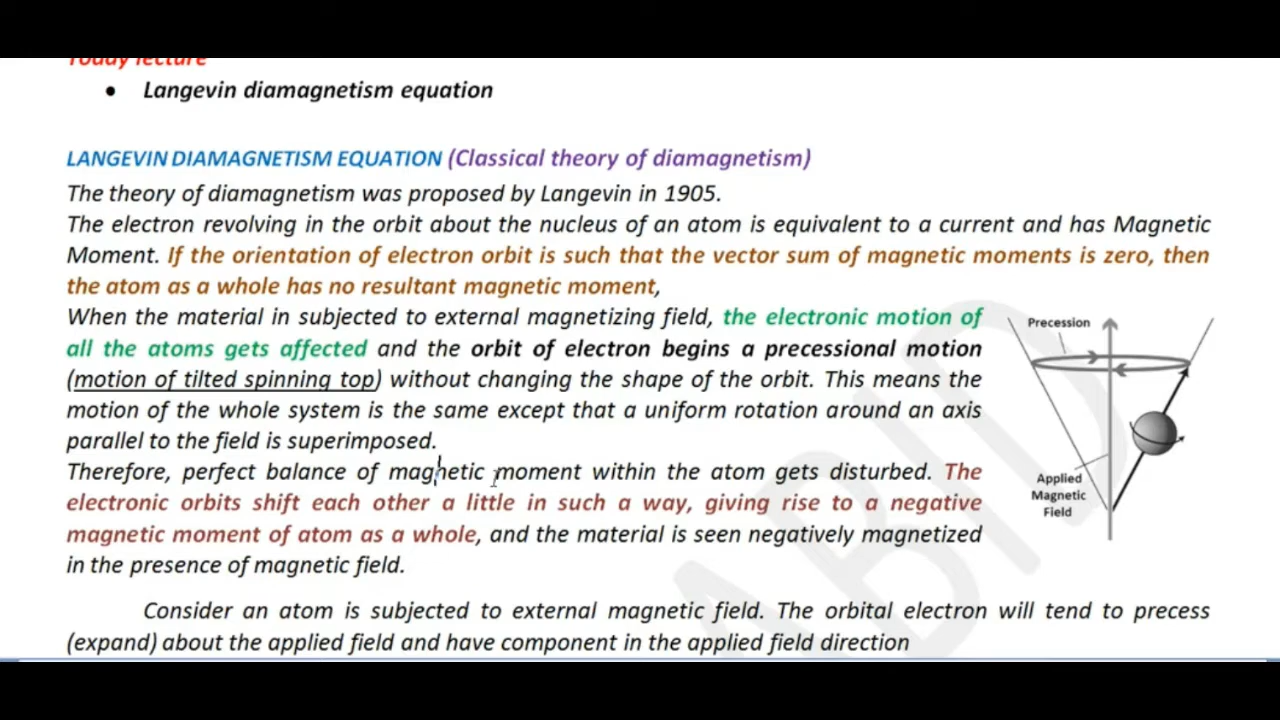 Today lecture
• Langevin diamagnetism equation
LANGEVIN DIAMAGNETISM EQUATION (Classical theory of diamagnetism)
The theory of diamagnetism was proposed by Langevin in 1905.
The electron revolving in the orbit about the nucleus of an atom is equivalent to a current and has Magnetic
Moment. If the orientation of electron orbit is such that the vector sum of magnetic moments is zero, then
the atom as a whole has no resultant magnetic moment,
When the material in subjected to external magnetizing field, the electronic motion of
all the atoms gets affected and the orbit of electron begins a precessional motion
(motion of tilted spinning top) without changing the shape of the orbit. This means the
motion of the whole system is the same except that a uniform rotation around an axis
parallel to the field is superimposed.
Therefore, perfect balance of magnetic moment within the atom gets disturbed. The
electronic orbits shift each other a little in such a way, giving rise to a negative
magnetic moment of atom as a whole, and the material is seen negatively magnetized
in the presence of magnetic field.
Precession
Applied
Magnetic
Field
Consider an atom is subjected to external magnetic field. The orbital electron will tend to precess
(expand) about the applied field and have component in the applied field direction
ABID